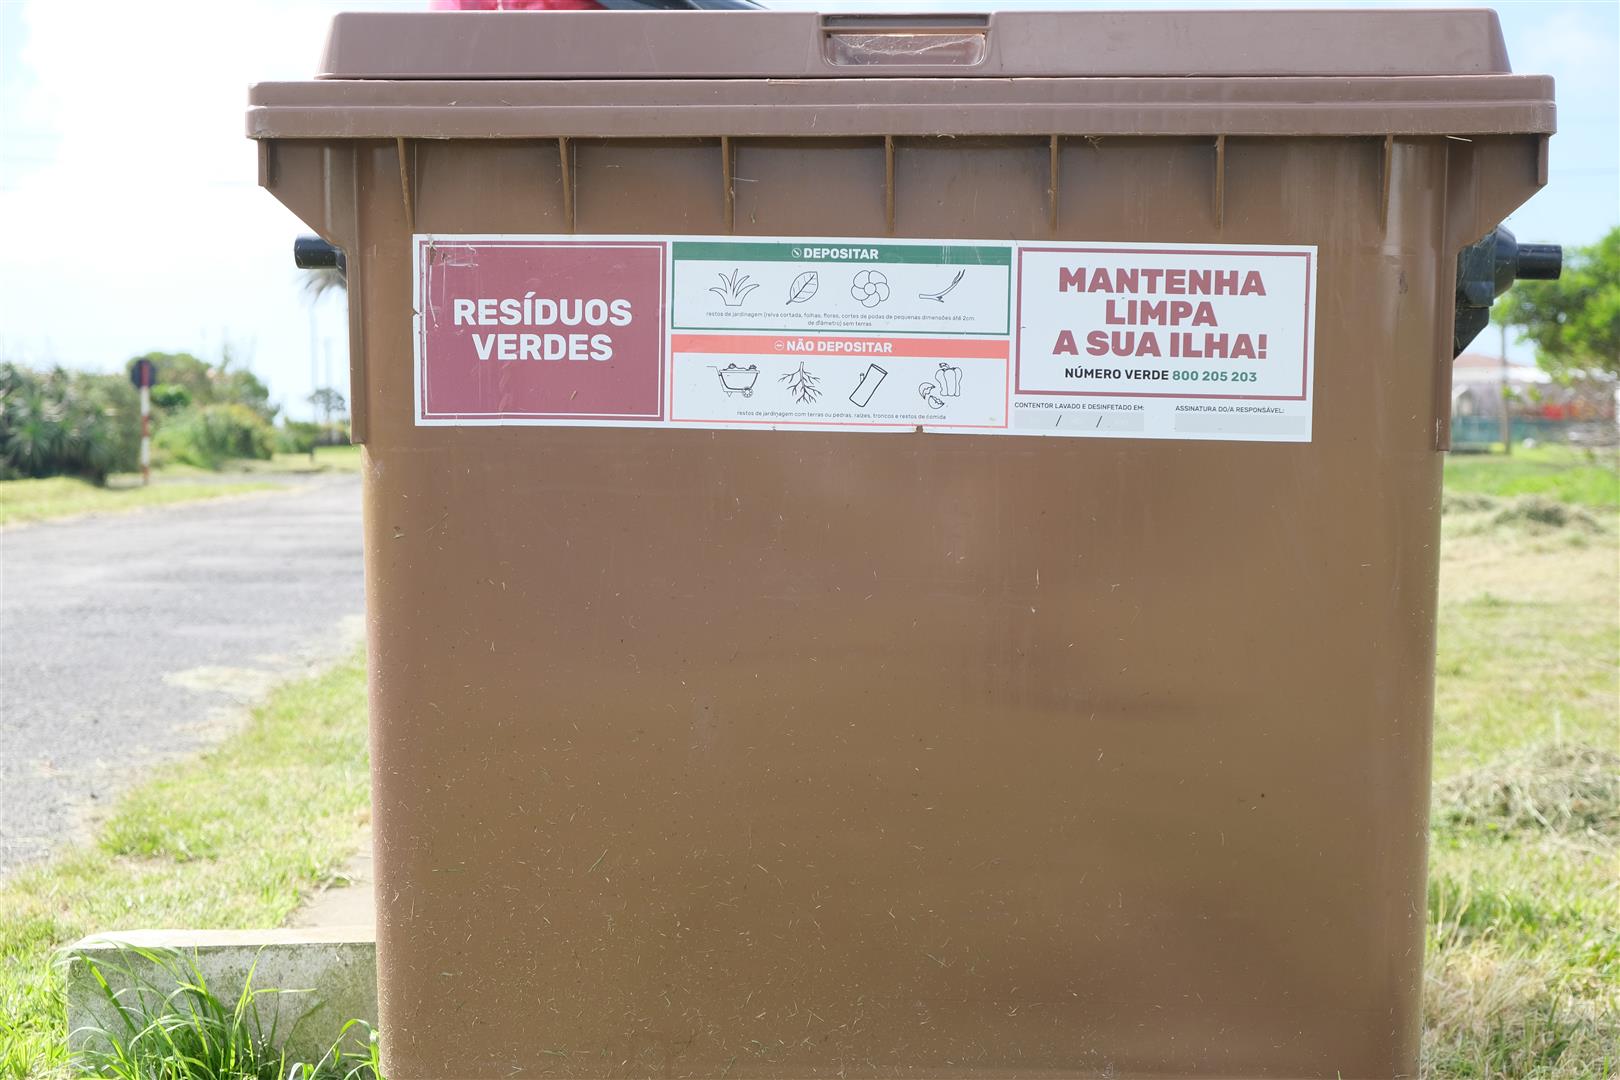 RESÍDUOS
VERDES
DEPOSITAR
restos de jardinagem (relva cortada, folhas, flores, cortes de podas de pequenas dimensões até 2cm.
de diâmetro) sem terras
NÃO DEPOSITAR
restos de jardinagem com terras ou pedras, raízes, troncos e restos de comida
MANTENHA
LIMPA
A SUA ILHA!
NÚMERO VERDE 800 205 203
CONTENTOR LAVADO E DESINFETADO EM:
/ /
ASSINATURA DO/A RESPONSÁVEL: